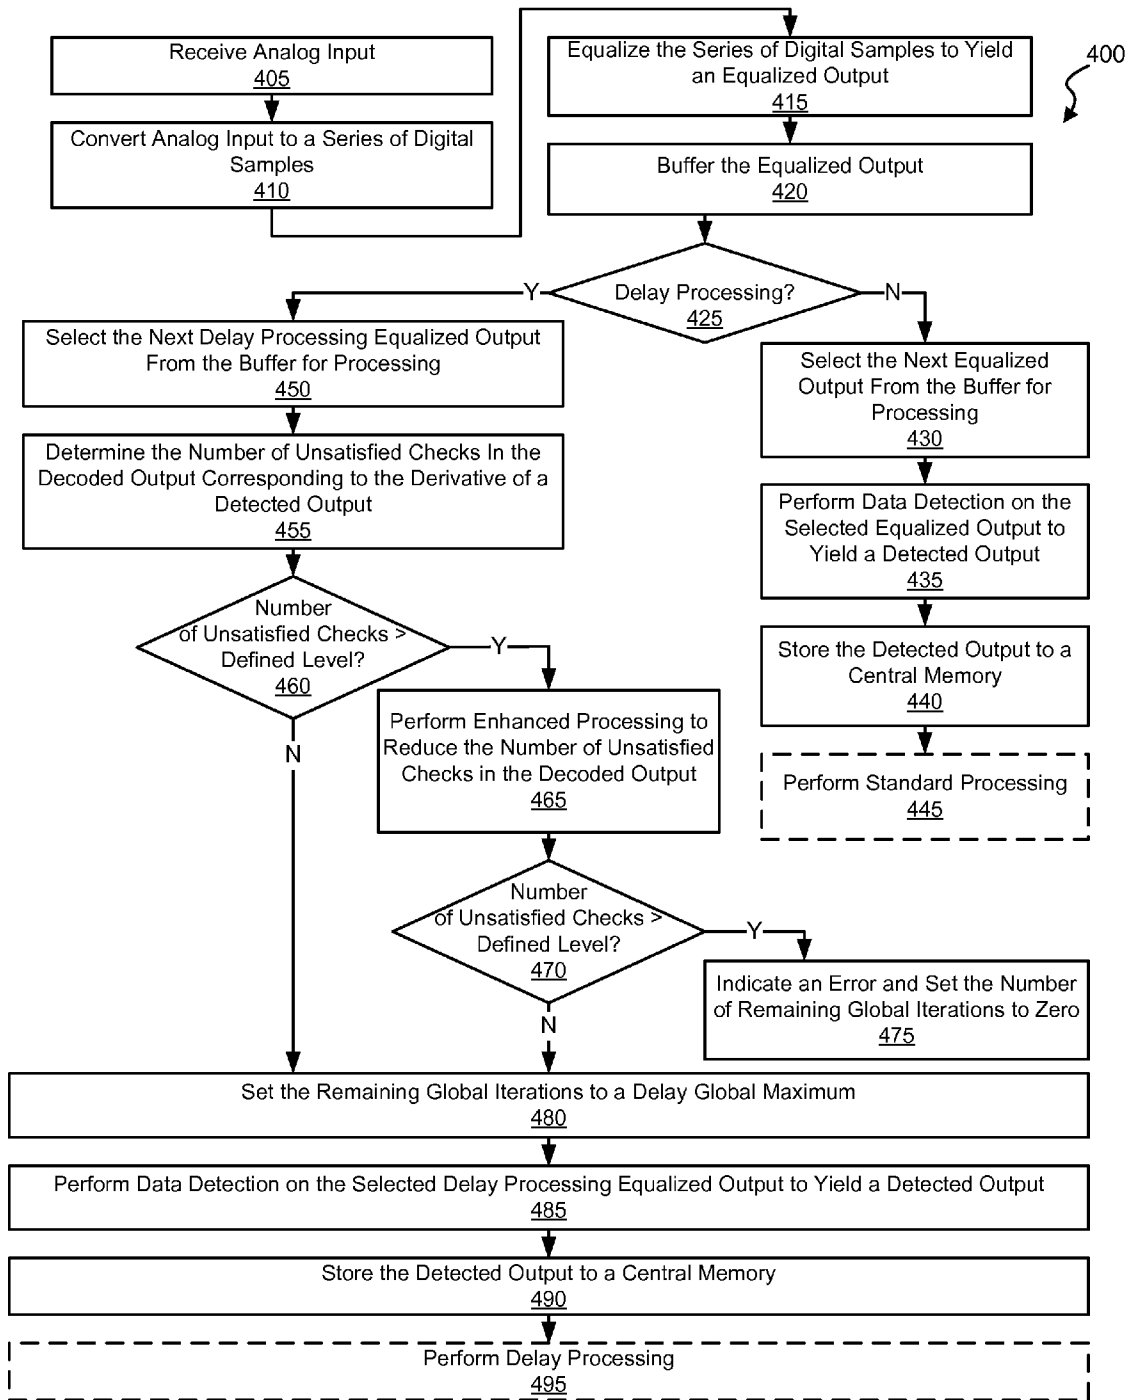 Receive Analog Input
405
Convert Analog Input to a Series of Digital
Samples
410
Equalize the Series of Digital Samples to Yield
an Equalized Output
415
400
Buffer the Equalized Output
420
Delay Processing?
425
Y
N
Select the Next Delay Processing Equalized Output
From the Buffer for Processing
450
Determine the Number of Unsatisfied Checks In the
Decoded Output Corresponding to the Derivative of a
Detected Output
455
Number
of Unsatisfied Checks >
Defined Level?
460
Y
N
Select the Next Equalized
Output From the Buffer for
Processing
430
Perform Data Detection on the
Selected Equalized Output to
Yield a Detected Output
435
Store the Detected Output to a
Central Memory
440
Perform Standard Processing
445
Perform Enhanced Processing to
Reduce the Number of Unsatisfied
Checks in the Decoded Output
465
Number
of Unsatisfied Checks >
Defined Level?
470
Y
N
Indicate an Error and Set the Number
of Remaining Global Iterations to Zero
475
Set the Remaining Global Iterations to a Delay Global Maximum
480
Perform Data Detection on the Selected Delay Processing Equalized Output to Yield a Detected Output
485
Store the Detected Output to a Central Memory
490
Perform Delay Processing
495